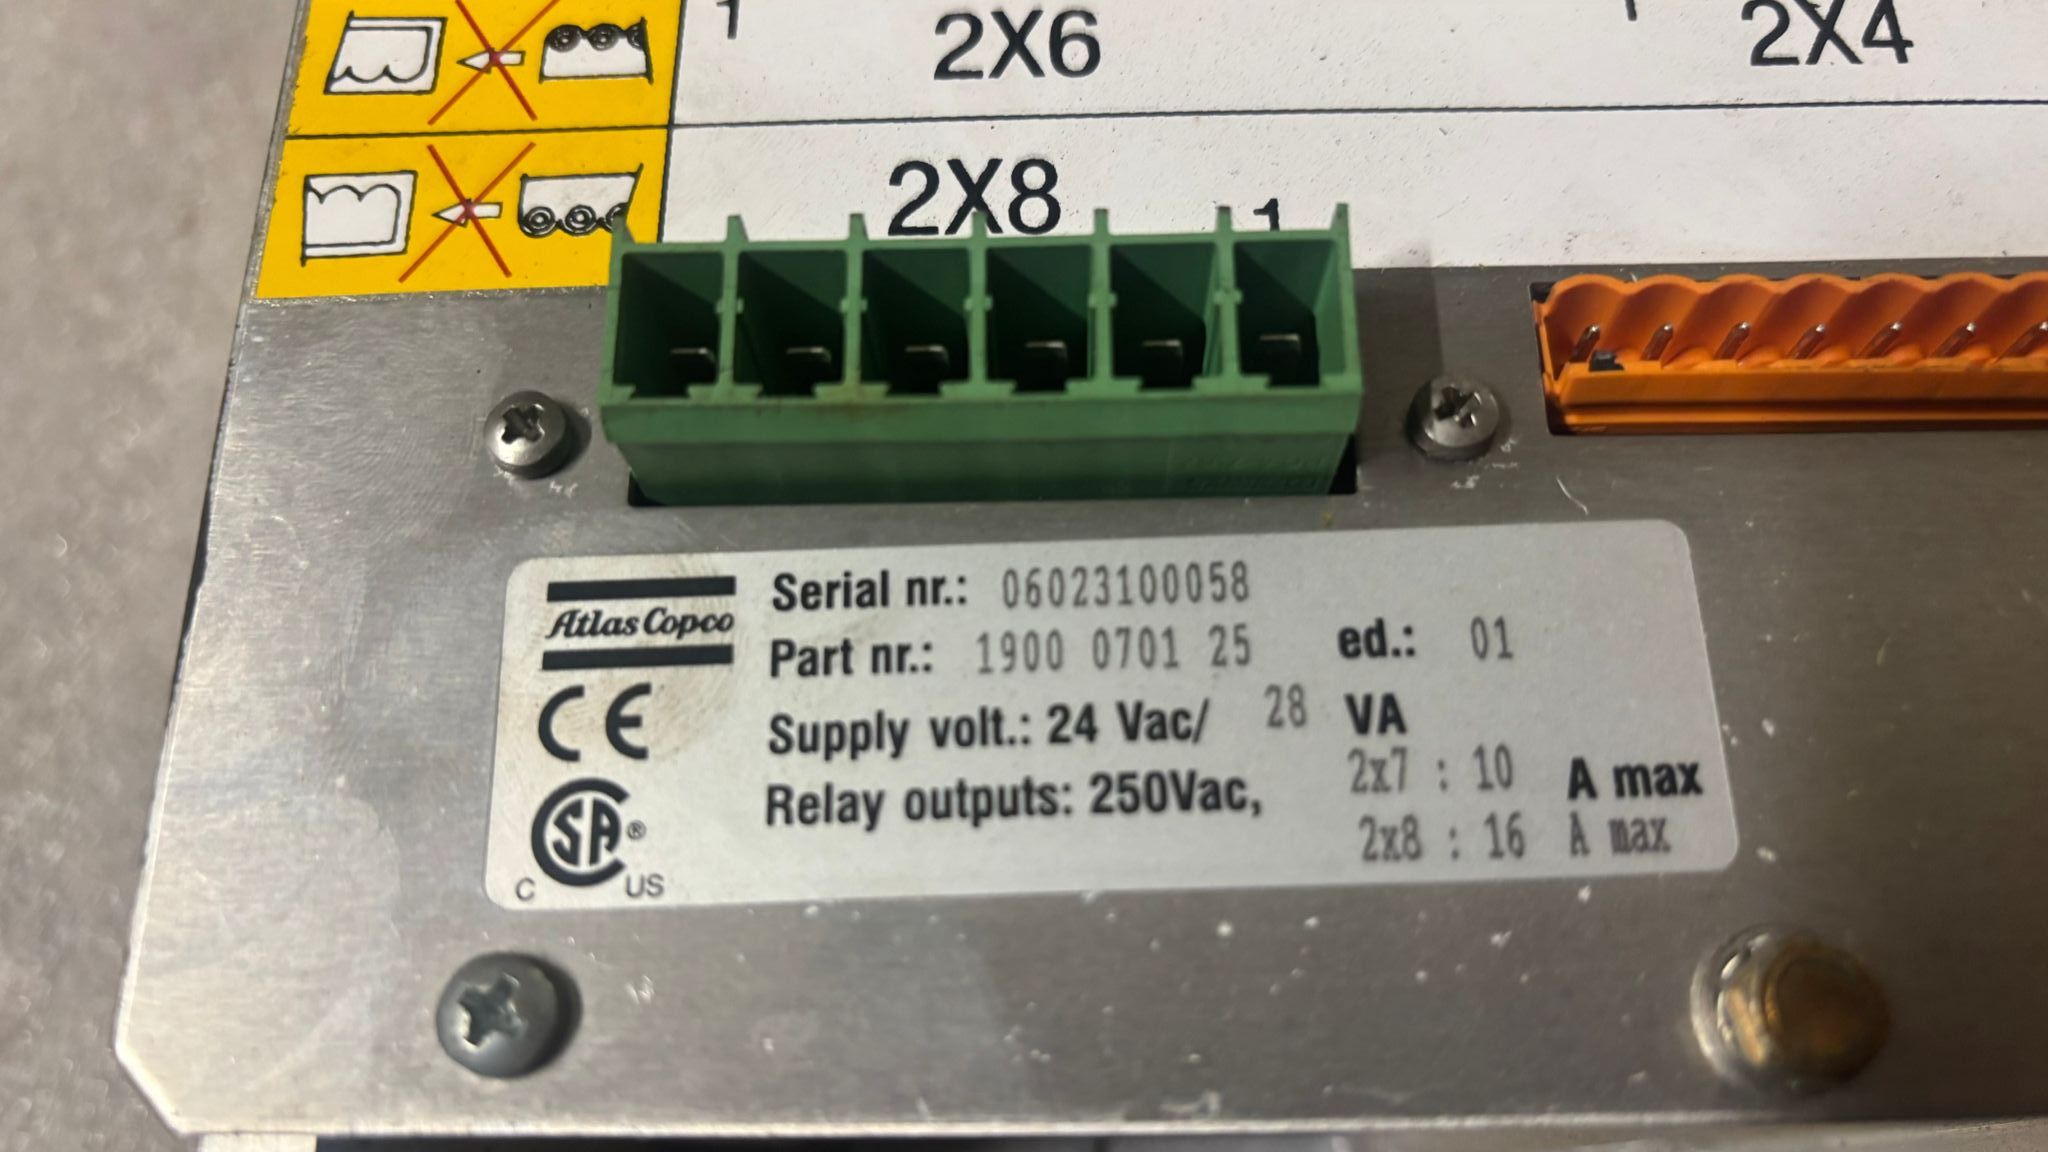 1 2X6 2X4
2X8 1
Atlas Copco
CE
CSA®
C US
Serial nr.: 06023100058
Part nr.: 1900 0701 25 ed.: 01
Supply volt.: 24 Vac/ 28 VA
Relay outputs: 250Vac, 2x7 : 10 A max
2x8 : 16 A max